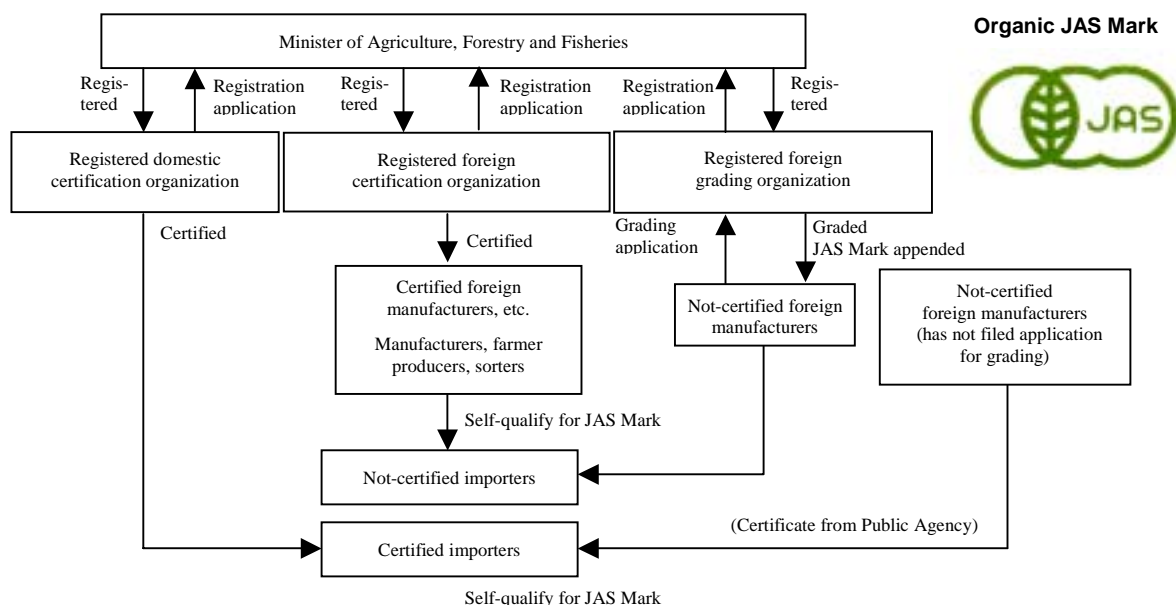 Organic JAS Mark
Minister of Agriculture, Forestry and Fisheries
Regis-
tered
Registration
application
Regis-
tered
Registration
application
Registration
application
Regis-
tered
JAS
Registered domestic
certification organization
Registered foreign
certification organization
Registered foreign
grading organization
Certified
Certified
Grading
application
Graded
JAS Mark appended
Certified foreign
manufacturers, etc.
Manufacturers, farmer
producers, sorters
Not-certified foreign
manufacturers
Not-certified
foreign manufacturers
(has not filed application
for grading)
Self-qualify for JAS Mark
Not-certified importers
(Certificate from Public Agency)
Certified importers
Self-qualify for JAS Mark